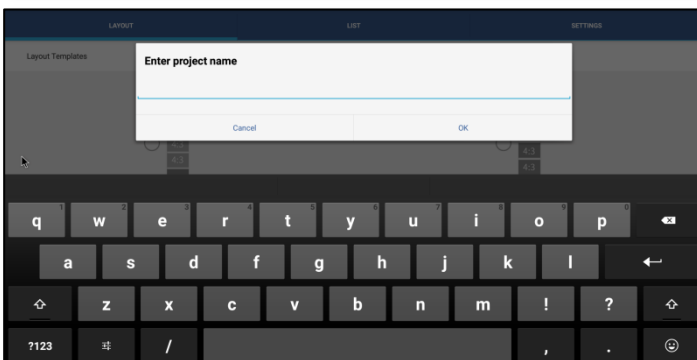 LAYOUT LIST SETTINGS
Layout Templates
Enter project name
Cancel OK
4:3 4:3
4:3 4:3
1 2 3 4 5 6 7 8 9 0
q w e r t y u i o p
a s d f g h j k l
z x c v b n m ! ?
?123 / , .